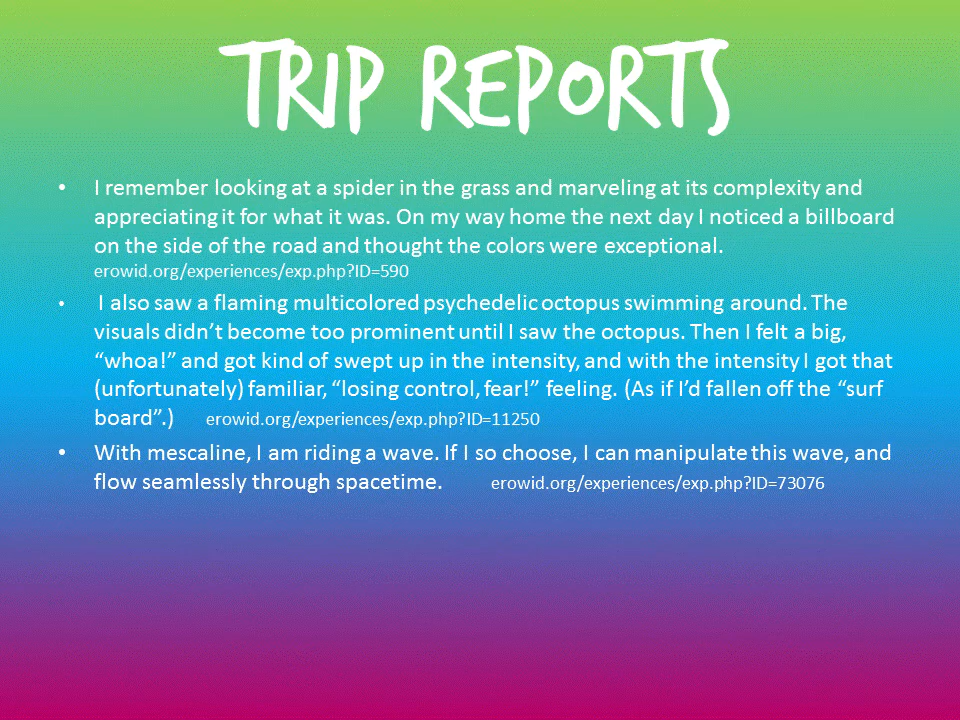 TRIP REPORTS
• I remember looking at a spider in the grass and marveling at its complexity and
appreciating it for what it was. On my way home the next day I noticed a billboard
on the side of the road and thought the colors were exceptional.
erowid.org/experiences/exp.php?ID=590
• I also saw a flaming multicolored psychedelic octopus swimming around. The
visuals didn’t become too prominent until I saw the octopus. Then I felt a big,
“whoa!” and got kind of swept up in the intensity, and with the intensity I got that
(unfortunately) familiar, “losing control, fear!” feeling. (As if I’d fallen off the “surf
board”.) erowid.org/experiences/exp.php?ID=11250
• With mescaline, I am riding a wave. If I so choose, I can manipulate this wave, and
flow seamlessly through spacetime. erowid.org/experiences/exp.php?ID=73076